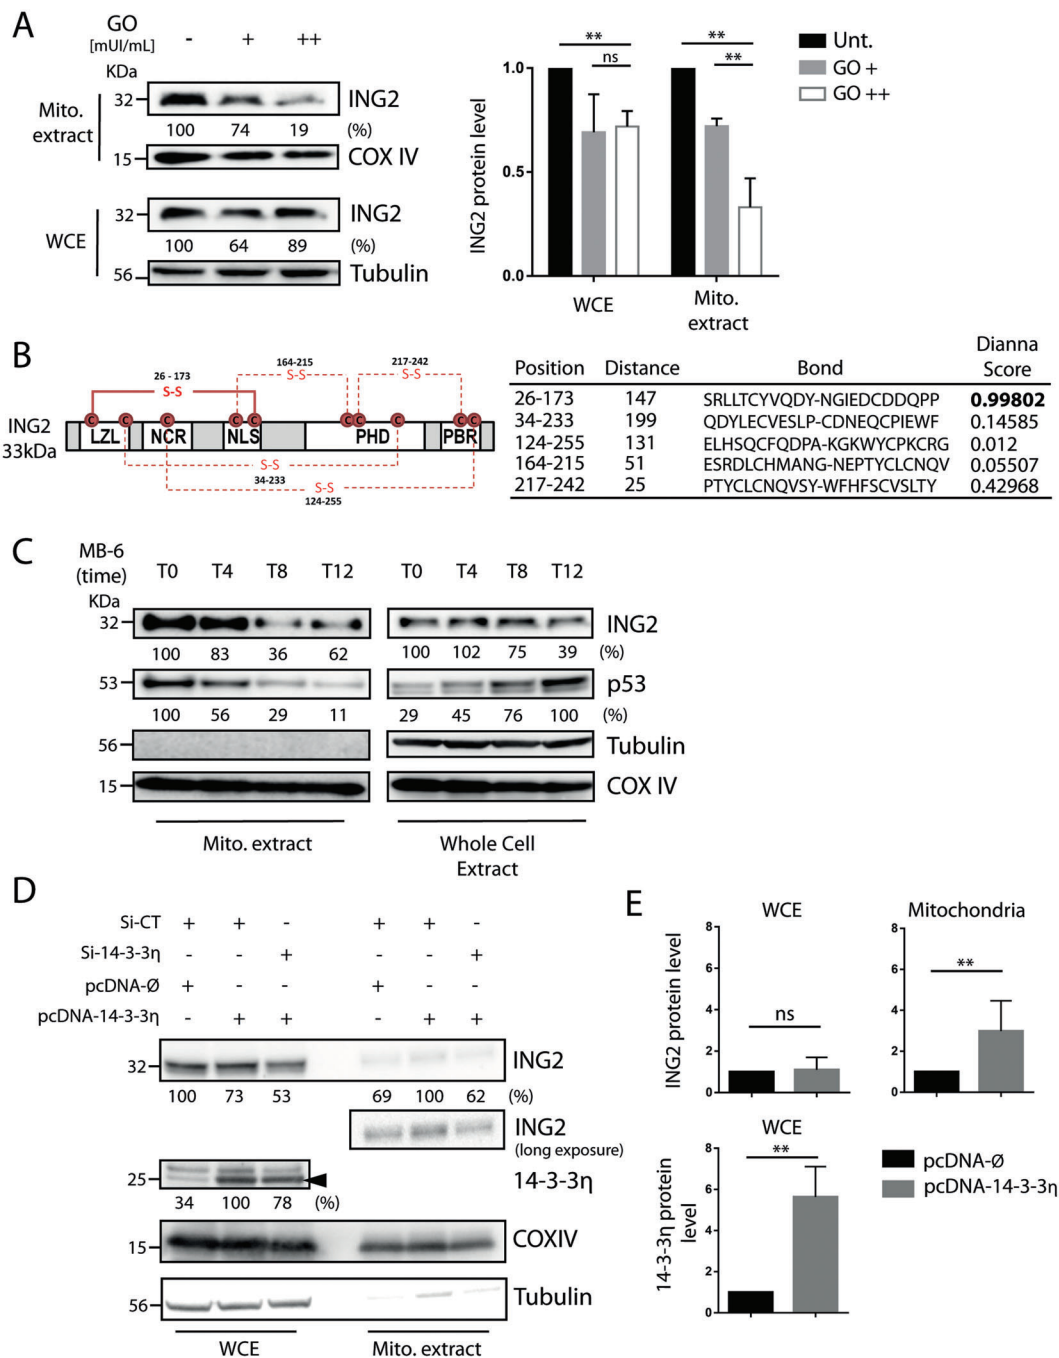 A
GO
[mUI/mL]
- + ++
KDa
Mito.
extract
32 ING2
100 74 19 (%)
15 COX IV
WCE
32 ING2
100 64 89 (%)
56 Tubulin
ING2 protein level
1.0
0.5
0.0
** **
ns **
WCE
Mito.
extract
Unt.
GO +
GO ++
B
ING2
33kDa
26 - 173
S-S
164-215
S-S
217-242
S-S
C C C C C C C C C C
LZL NCR NLS PHD PBR
S-S
34-233
S-S
124-255
Position Distance Bond Dianna Score
26-173 147 SRLLTCYVQDY-NGIEDCDDQPP 0.99802
34-233 199 QDYLECVESLP-CDNEQCPIEWF 0.14585
124-255 131 ELHSQCFQDPA-KGKWYCPKCRG 0.012
164-215 51 ESRDLCHMANG-NEPTYCLCNQV 0.05507
217-242 25 PTYCLCNQVSY-WFHFSCVSLTY 0.42968
C
MB-6
(time)
T0 T4 T8 T12 T0 T4 T8 T12
KDa
32 ING2
100 83 36 62 100 102 75 39 (%)
53 p53
100 56 29 11 29 45 76 100 (%)
56 Tubulin
15 COX IV
Mito. extract
Whole Cell
Extract
D
Si-CT + + - + + -
Si-14-3-3η - - + - - +
pcDNA-Ø + - - + - -
pcDNA-14-3-3η - + + - + +
32 ING2
100 73 53 69 100 62 (%)
ING2
(long exposure)
25 14-3-3η
34 100 78 (%)
15 COXIV
56 Tubulin
WCE Mito. extract
E
WCE
ING2 protein level
8
6
4
2
0
ns
Mitochondria
8
6
4
2
0
**
WCE
14-3-3η protein
level
8
6
4
2
0
**
pcDNA-Ø
pcDNA-14-3-3η